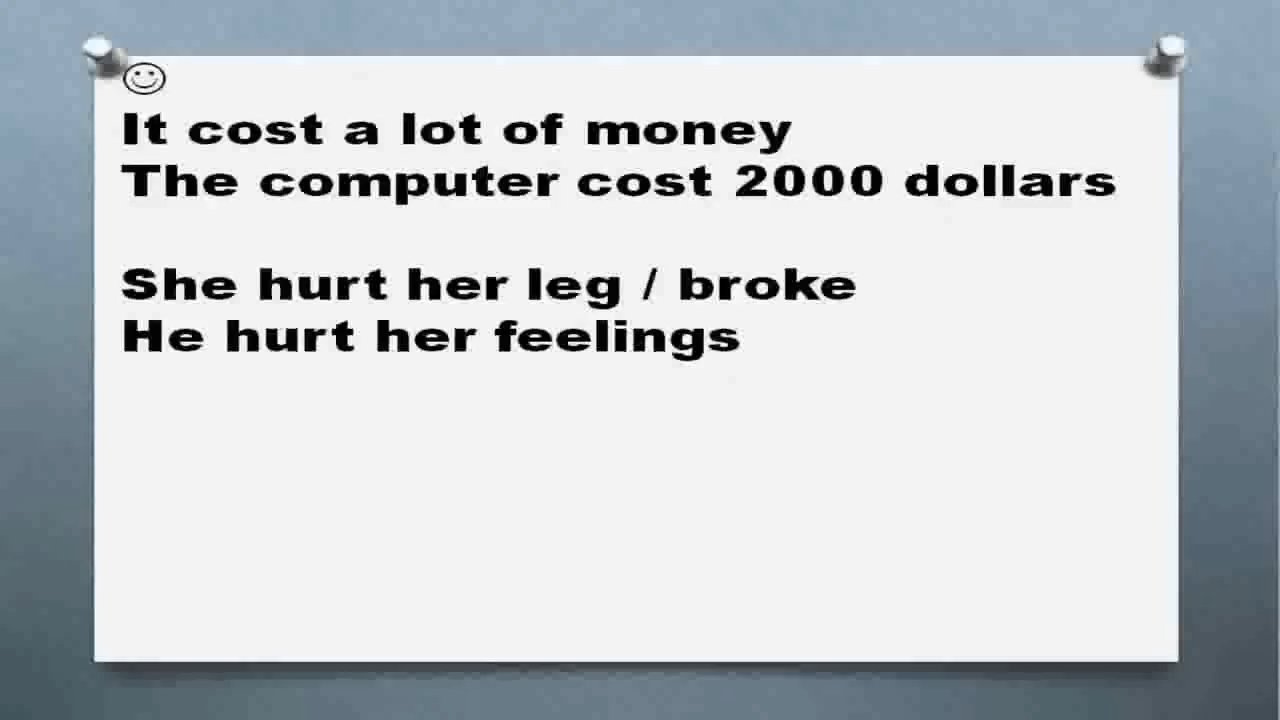 It cost a lot of money
The computer cost 2000 dollars
She hurt her leg / broke
He hurt her feelings